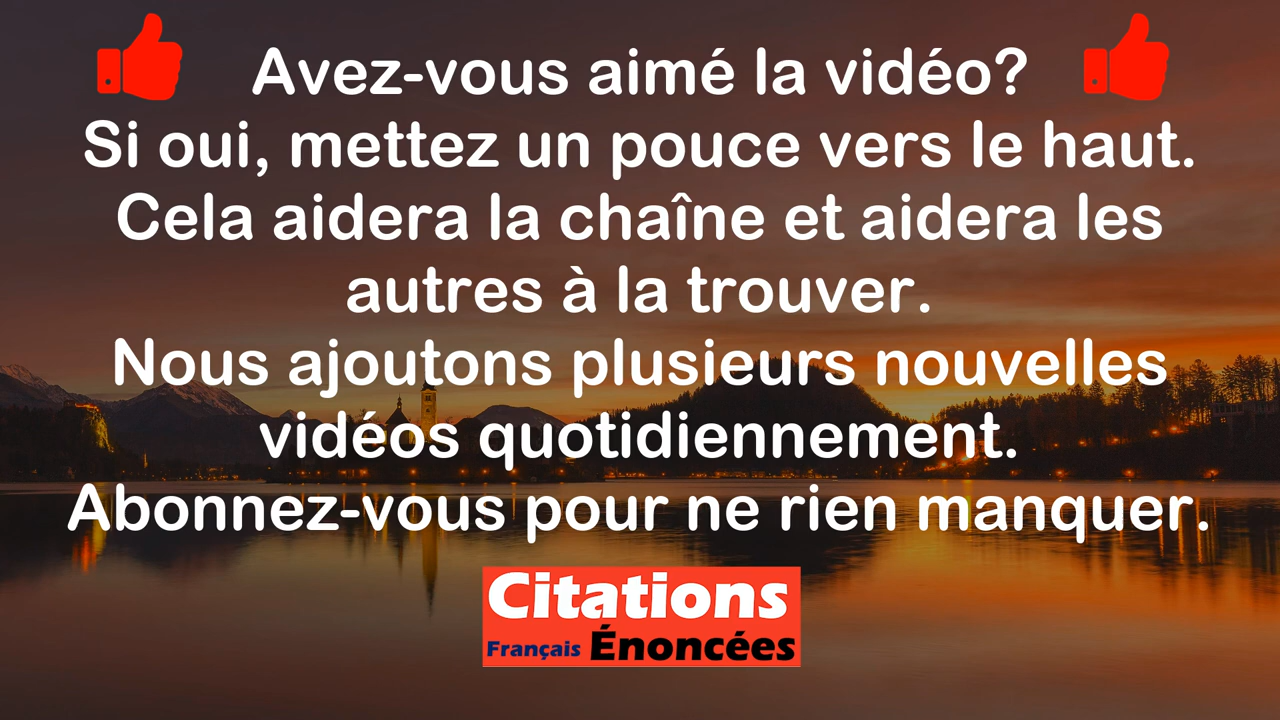 Avez-vous aimé la vidéo?
Si oui, mettez un pouce vers le haut.
Cela aidera la chaîne et aidera les
autres à la trouver.
Nous ajoutons plusieurs nouvelles
vidéos quotidiennement.
Abonnez-vous pour ne rien manquer.
Citations
Français Énoncées